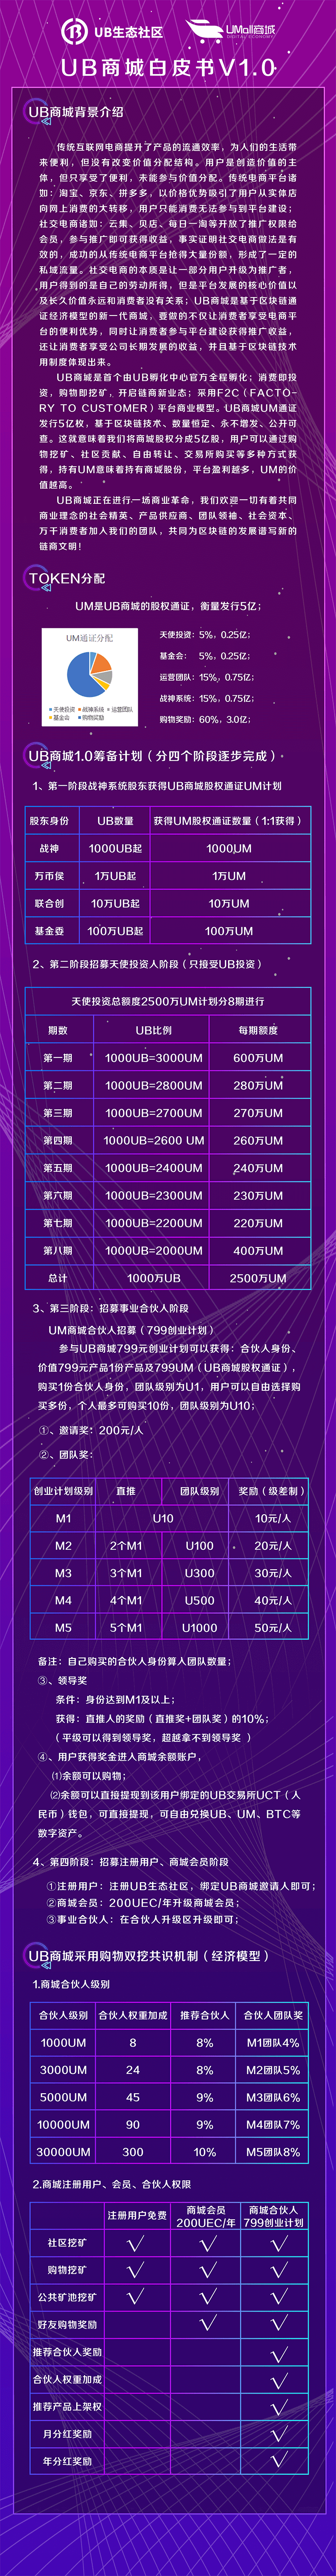 UB生态社区
UMall商城
DIGITAL ECONOMY
UB商城白皮书V1.0
UB商城背景介绍
传统互联网电商提升了产品的流通效率，为人们的生活带
来便利，但没有改变价值分配结构。用户是创造价值的主
体，但只享受了便利，未能参与价值分配。传统电商平台诸
如：淘宝、京东、拼多多，以价格优势吸引了用户从实体店
向网上消费的大转移，用户只能消费无法参与到平台建设；
社交电商诸如：云集、贝店、每日一淘等开放了推广权限给
会员，参与推广即可获得收益，事实证明社交电商做法是有
效的，成功的从传统电商平台抢得大量份额，形成了一定的
私域流量。社交电商的本质是让一部分用户升级为推广者，
用户得到的是自己的劳动所得，但是平台发展的核心价值以
及长久价值永远和消费者没有关系；UB商城是基于区块链通
证经济模型的新一代商城，要做的不仅让消费者享受电商平
台的便利优势，同时让消费者参与平台建设获得推广收益，
还让消费者享受公司长期发展的收益，并且基于区块链技术
用制度体现出来。
UB商城是首个由UB孵化中心官方全程孵化；消费即投
资，购物即挖矿，开启链商新业态；采用F2C（FACTO-
RY TO CUSTOMER）平台商业模型。UB商城UM通证
发行5亿枚，基于区块链技术、数量恒定、永不增发、公开可
查。这就意味着我们将商城股权分成5亿股，用户可以通过购
物挖矿、社区贡献、自由转让、交易所购买等多种方式获
得，持有UM意味着持有商城股份，平台盈利越多，UM的价
值越高。
UB商城正在进行一场商业革命，我们欢迎一切有着共同
商业理念的社会精英、产品供应商、团队领袖、社会资本、
万千消费者加入我们的团队，共同为区块链的发展谱写新的
链商文明！
TOKEN分配
UM是UB商城的股权通证，衡量发行5亿；
UM通证分配
天使投资 战神系统 运营团队
基金会 购物奖励
天使投资：5%，0.25亿；
基金会： 5%，0.25亿；
运营团队：15%，0.75亿；
战神系统：15%，0.75亿；
购物奖励：60%，3.0亿；
UB商城1.0筹备计划（分四个阶段逐步完成）
1、第一阶段战神系统股东获得UB商城股权通证UM计划
股东身份 UB数量 获得UM股权通证数量（1:1获得）
战神 1000UB起 1000UM
万币侯 1万UB起 1万UM
联合创 10万UB起 10万UM
基金委 100万UB起 100万UM
2、第二阶段招募天使投资人阶段（只接受UB投资）
天使投资总额度2500万UM计划分8期进行
期数 UB比例 每期额度
第一期 1000UB=3000UM 600万UM
第二期 1000UB=2800UM 280万UM
第三期 1000UB=2700UM 270万UM
第四期 1000UB=2600 UM 260万UM
第五期 1000UB=2400UM 240万UM
第六期 1000UB=2300UM 230万UM
第七期 1000UB=2200UM 220万UM
第八期 1000UB=2000UM 400万UM
总计 1000万UB 2500万UM
3、第三阶段：招募事业合伙人阶段
UM商城合伙人招募（799创业计划）
参与UB商城799元创业计划可以获得：合伙人身份、
价值799元产品1份产品及799UM（UB商城股权通证），
购买1份合伙人身份，团队级别为U1，用户可以自由选择购
买多份，个人最多可购买10份，团队级别为U10；
①、邀请奖：200元/人
②、团队奖：
创业计划级别 直推 团队级别 奖励（级差制）
M1 U10 10元/人
M2 2个M1 U100 20元/人
M3 3个M1 U300 30元/人
M4 4个M1 U500 40元/人
M5 5个M1 U1000 50元/人
备注：自己购买的合伙人身份算人团队数量；
③、领导奖
条件：身份达到M1及以上；
获得：直推人的奖励（直推奖+团队奖）的10%；
（平级可以得到领导奖，超越拿不到领导奖 ）
④、用户获得奖金进入商城余额账户，
⑴余额可以购物；
⑵余额可以直接提现到该用户绑定的UB交易所UCT（人
民币）钱包，可直接提现，可自由兑换UB、UM、BTC等
数字资产。
4、第四阶段：招募注册用户、商城会员阶段
①注册用户：注册UB生态社区，绑定UB商城邀请人即可；
②商城会员：200UEC/年升级商城会员；
③事业合伙人：在合伙人升级区升级即可；
UB商城采用购物双挖共识机制（经济模型）
1.商城合伙人级别
合伙人级别 合伙人权重加成 推荐合伙人 合伙人团队奖
1000UM 8 8% M1团队4%
3000UM 24 8% M2团队5%
5000UM 45 9% M3团队6%
10000UM 90 9% M4团队7%
30000UM 300 10% M5团队8%
2.商城注册用户、会员、合伙人权限
注册用户免费 商城会员 商城合伙人
200UEC/年 799创业计划
社区挖矿 √ √ √
购物挖矿 √ √ √
公共矿池挖矿 √ √ √
好友购物奖励 √ √
推荐合伙人奖励 √
合伙人权重加成 √
推荐产品上架权 √
月分红奖励 √
年分红奖励 √